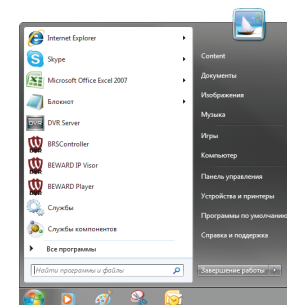 Internet Explorer
Skype
Microsoft Office Excel 2007
Блокнот
DVR Server
BRSController
BEWARD IP Visor
BEWARD Player
Службы
Службы компонентов
Все программы
Найти программы и файлы
Content
Документы
Изображения
Музыка
Игры
Компьютер
Панель управления
Устройства и принтеры
Программы по умолчанию
Справка и поддержка
Завершение работы